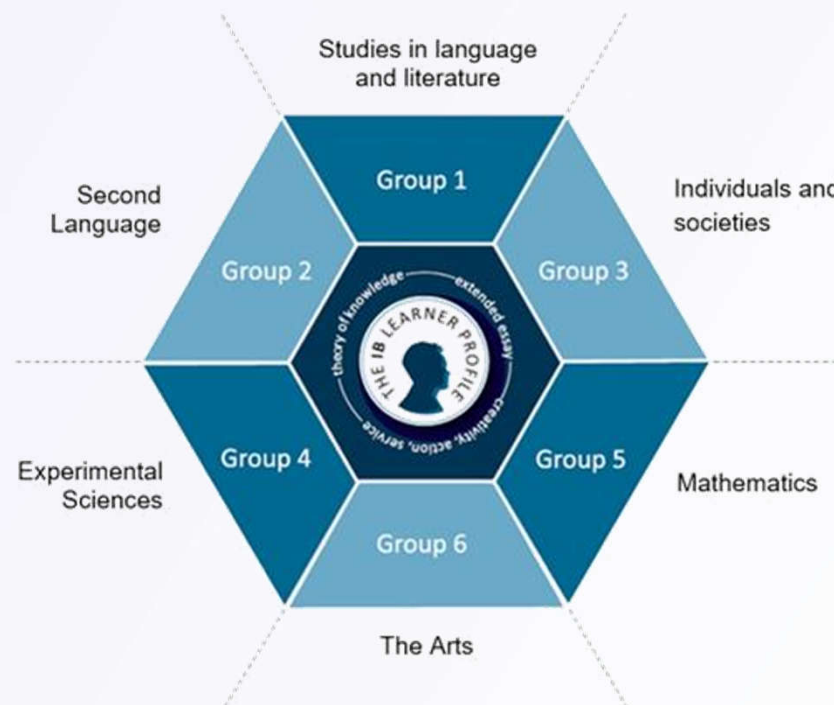 Studies in language
and literature
Group 1
Second
Language
Individuals and
societies
Group 2
Group 3
theory of knowledge
extended essay
THE IB LEARNER PROFILE
creativity, action, service
Experimental
Sciences
Group 4
Group 5
Mathematics
Group 6
The Arts